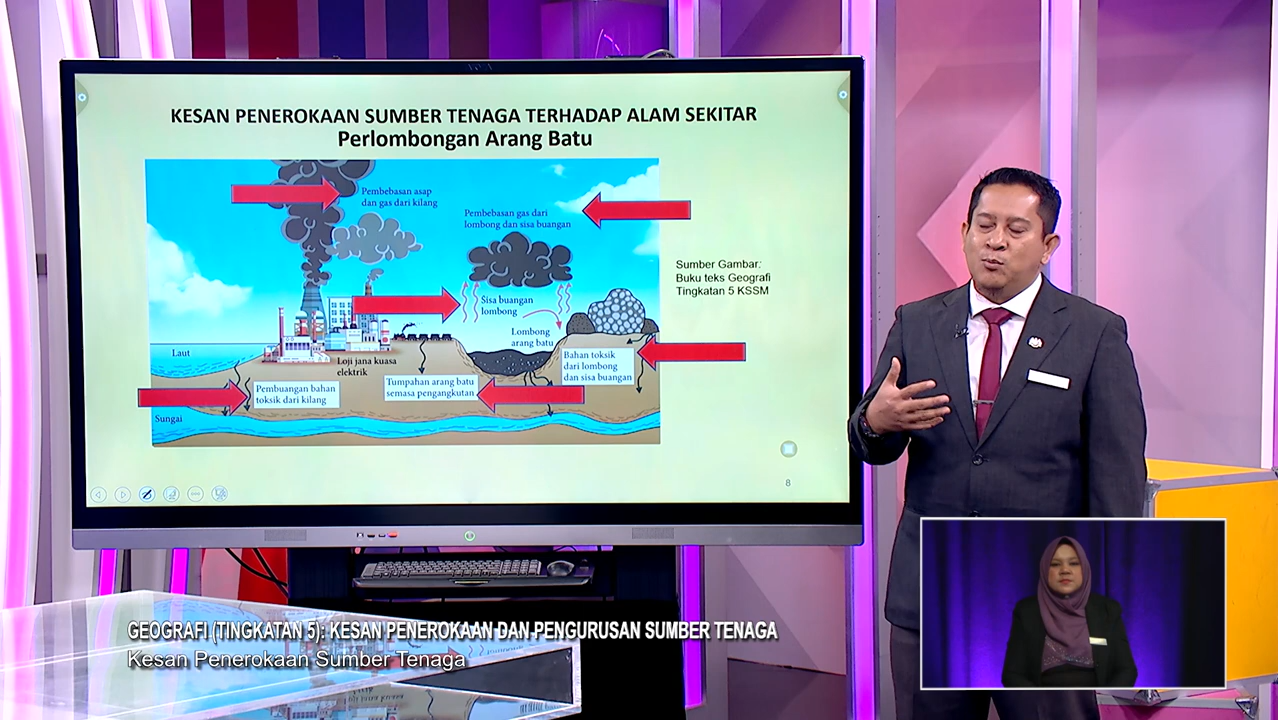 KESAN PENEROKAAN SUMBER TENAGA TERHADAP ALAM SEKITAR
Perlombongan Arang Batu
Pembebasan asap
dan gas dari kilang
Pembebasan gas dari
lombong dan sisa buangan
Sumber Gambar:
Buku teks Geografi
Tingkatan 5 KSSM
Sisa buangan
lombong
Lombong
arang batu
Laut
Loji jana kuasa
elektrik
Bahan toksik
dari lombong
dan sisa buangan
Pembuangan bahan
toksik dari kilang
Tumpahan arang batu
semasa pengangkutan
Sungai
8
GEOGRAFI (TINGKATAN 5): KESAN PENEROKAAN DAN PENGURUSAN SUMBER TENAGA
Kesan Penerokaan Sumber Tenaga